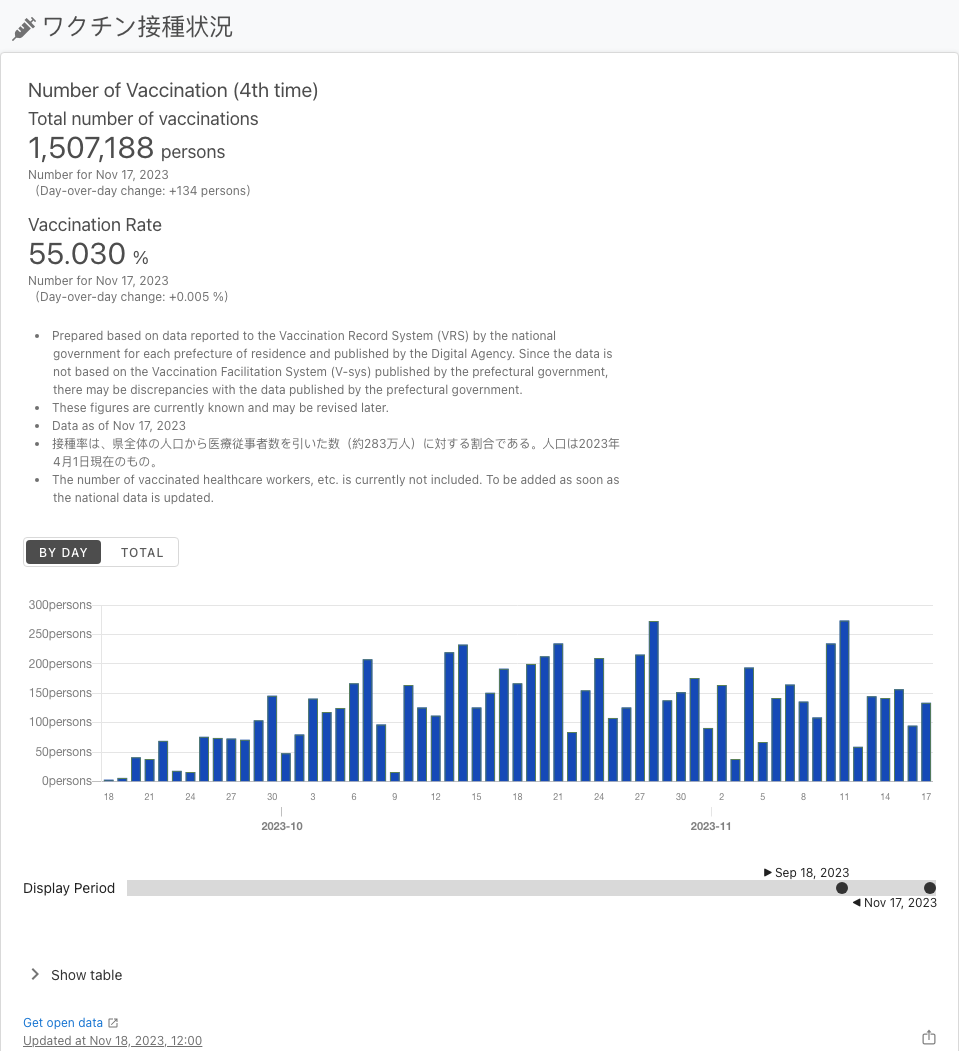 ワクチン接種状況
Number of Vaccination (4th time)
Total number of vaccinations
1,507,188 persons
Number for Nov 17, 2023
(Day-over-day change: +134 persons)
Vaccination Rate
55.030 %
Number for Nov 17, 2023
(Day-over-day change: +0.005 %)
• Prepared based on data reported to the Vaccination Record System (VRS) by the national
government for each prefecture of residence and published by the Digital Agency. Since the data is
not based on the Vaccination Facilitation System (V-sys) published by the prefectural government,
there may be discrepancies with the data published by the prefectural government.
• These figures are currently known and may be revised later.
• Data as of Nov 17, 2023
• 接種率は、県全体の人口から医療従事者数を引いた数（約283万人）に対する割合である。人口は2023年
4月1日現在のもの。
• The number of vaccinated healthcare workers, etc. is currently not included. To be added as soon as
the national data is updated.
BY DAY TOTAL
300persons
250persons
200persons
150persons
100persons
50persons
0persons
18 21 24 27 30 3 6 9 12 15 18 21 24 27 30 2 5 8 11 14 17
2023-10 2023-11
Sep 18, 2023
Display Period
Nov 17, 2023
Show table
Get open data
Updated at Nov 18, 2023, 12:00